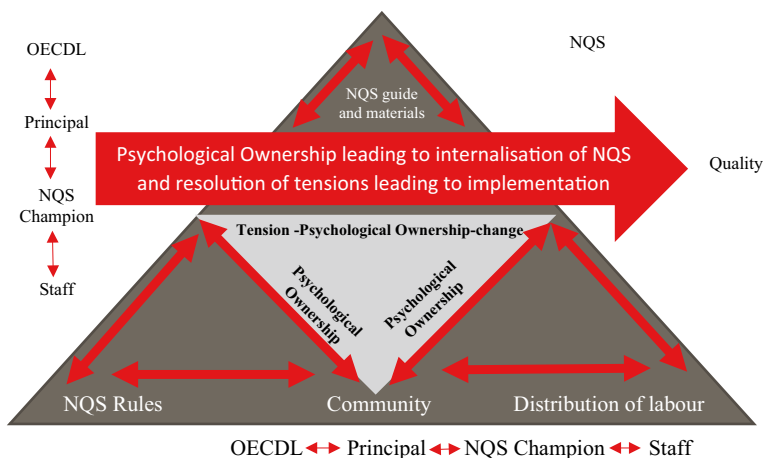 OECDL
NQS
Principal
NQS guide
and materials
Psychological Ownership leading to internalisation of NQS
and resolution of tensions leading to implementation
Quality
NQS
Champion
Staff
Tension -Psychological Ownership-change
Psychological
Ownership
Psychological
Ownership
NQS Rules
Community
Distribution of labour
OECDL Principal NQS Champion Staff